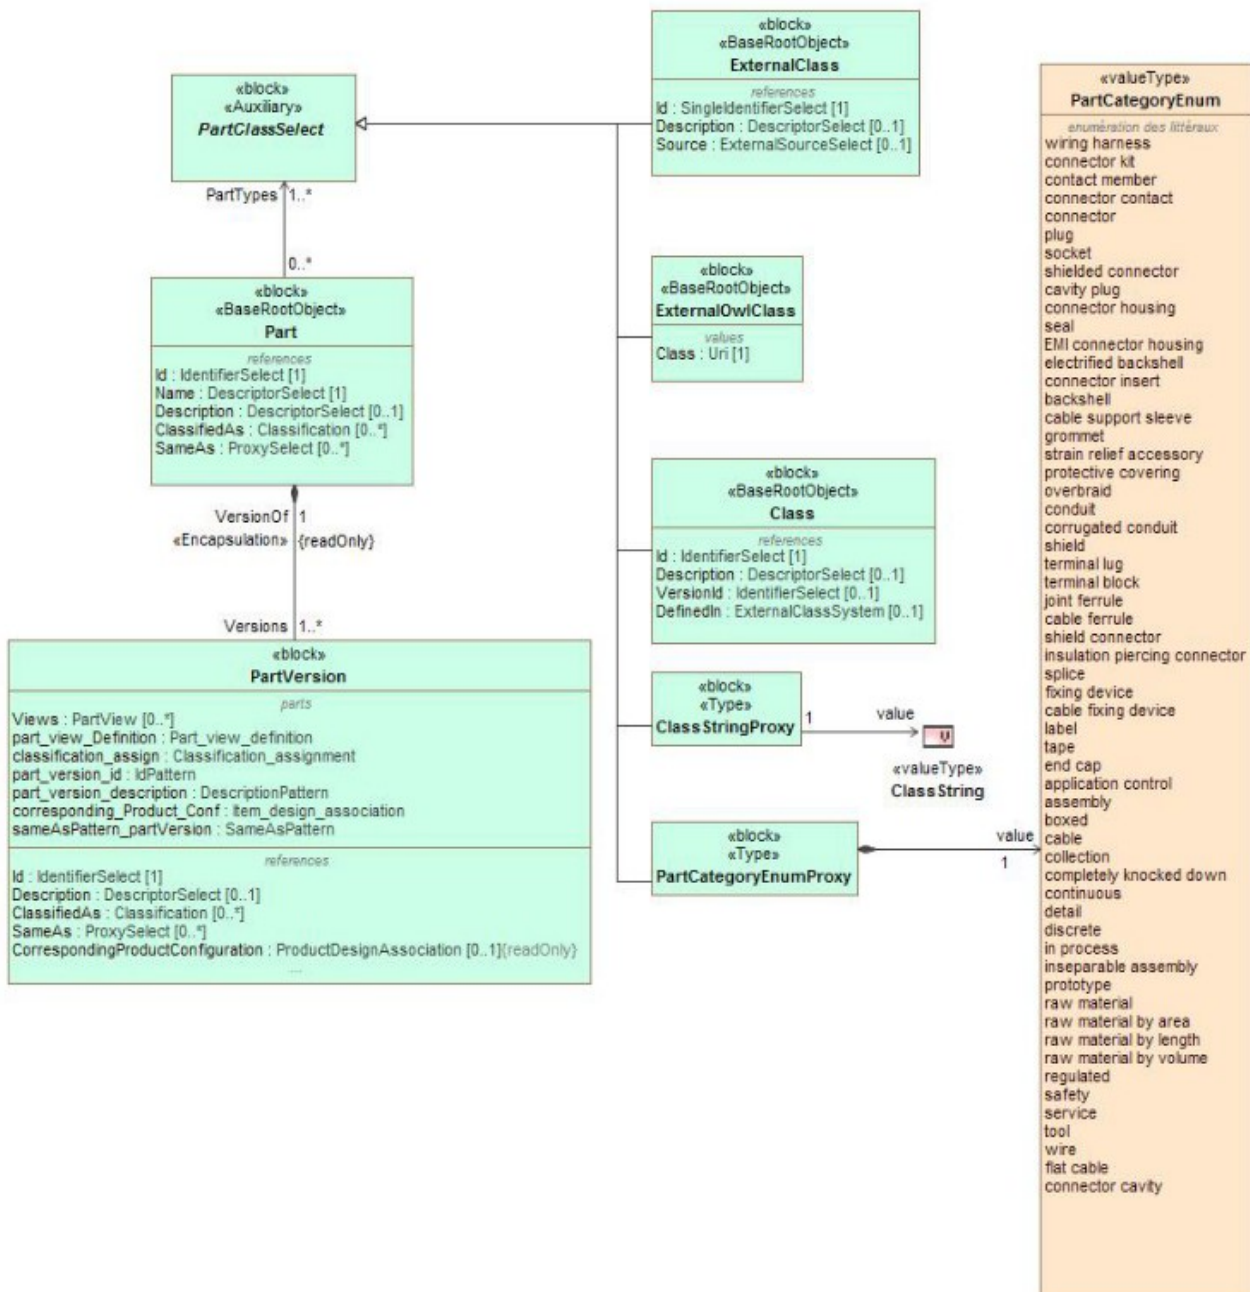 «block»
«Auxiliary»
PartClassSelect
PartTypes
1..*
0..*
«block»
«BaseRootObject»
Part
references
Id : IdentifierSelect [1]
Name : DescriptorSelect [1]
Description : DescriptorSelect [0..1]
ClassifiedAs : Classification [0..*]
SameAs : ProxySelect [0..*]
VersionOf 1
«Encapsulation» {readOnly}
Versions 1..*
«block»
PartVersion
parts
Views : PartView [0..*]
part_view_Definition : Part_view_definition
classification_assign : Classification_assignment
part_version_id : IdPattern
part_version_description : DescriptionPattern
corresponding_Product_Conf : Item_design_association
sameAsPattern_partVersion : SameAsPattern
references
Id : IdentifierSelect [1]
Description : DescriptorSelect [0..1]
ClassifiedAs : Classification [0..*]
SameAs : ProxySelect [0..*]
CorrespondingProductConfiguration : ProductDesignAssociation [0..1]{readOnly}
...
«block»
«BaseRootObject»
ExternalClass
references
Id : SingleIdentifierSelect [1]
Description : DescriptorSelect [0..1]
Source : ExternalSourceSelect [0..1]
«block»
«BaseRootObject»
ExternalOwlClass
values
Class : Uri [1]
«block»
«BaseRootObject»
Class
references
Id : IdentifierSelect [1]
Description : DescriptorSelect [0..1]
VersionId : IdentifierSelect [0..1]
DefinedIn : ExternalClassSystem [0..1]
«block»
«Type»
ClassStringProxy
1
value
V
«valueType»
ClassString
«block»
«Type»
PartCategoryEnumProxy
value
1
«valueType»
PartCategoryEnum
enumération des littéraux
wiring harness
connector kit
contact member
connector contact
connector
plug
socket
shielded connector
cavity plug
connector housing
seal
EMI connector housing
electrified backshell
connector insert
backshell
cable support sleeve
grommet
strain relief accessory
protective covering
overbraid
conduit
corrugated conduit
shield
terminal lug
terminal block
joint ferrule
cable ferrule
shield connector
insulation piercing connector
splice
fixing device
cable fixing device
label
tape
end cap
application control
assembly
boxed
cable
collection
completely knocked down
continuous
detail
discrete
in process
inseparable assembly
prototype
raw material
raw material by area
raw material by length
raw material by volume
regulated
safety
service
tool
wire
flat cable
connector cavity